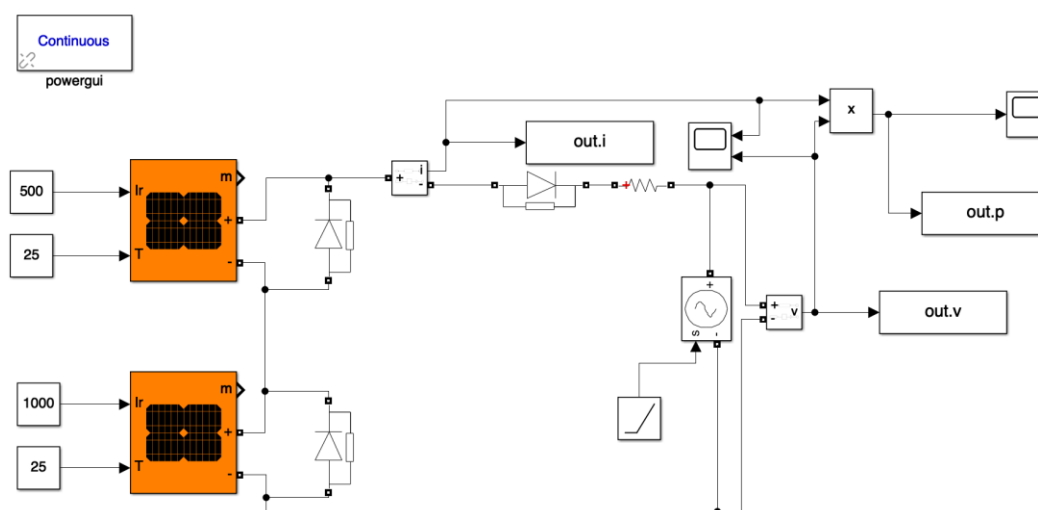 Continuous
powergui
i
+
-
out.i
x
+
500
Ir
m
+
-
25
T
out.p
+
s
-
+
-
v
out.v
1000
Ir
m
+
-
25
T